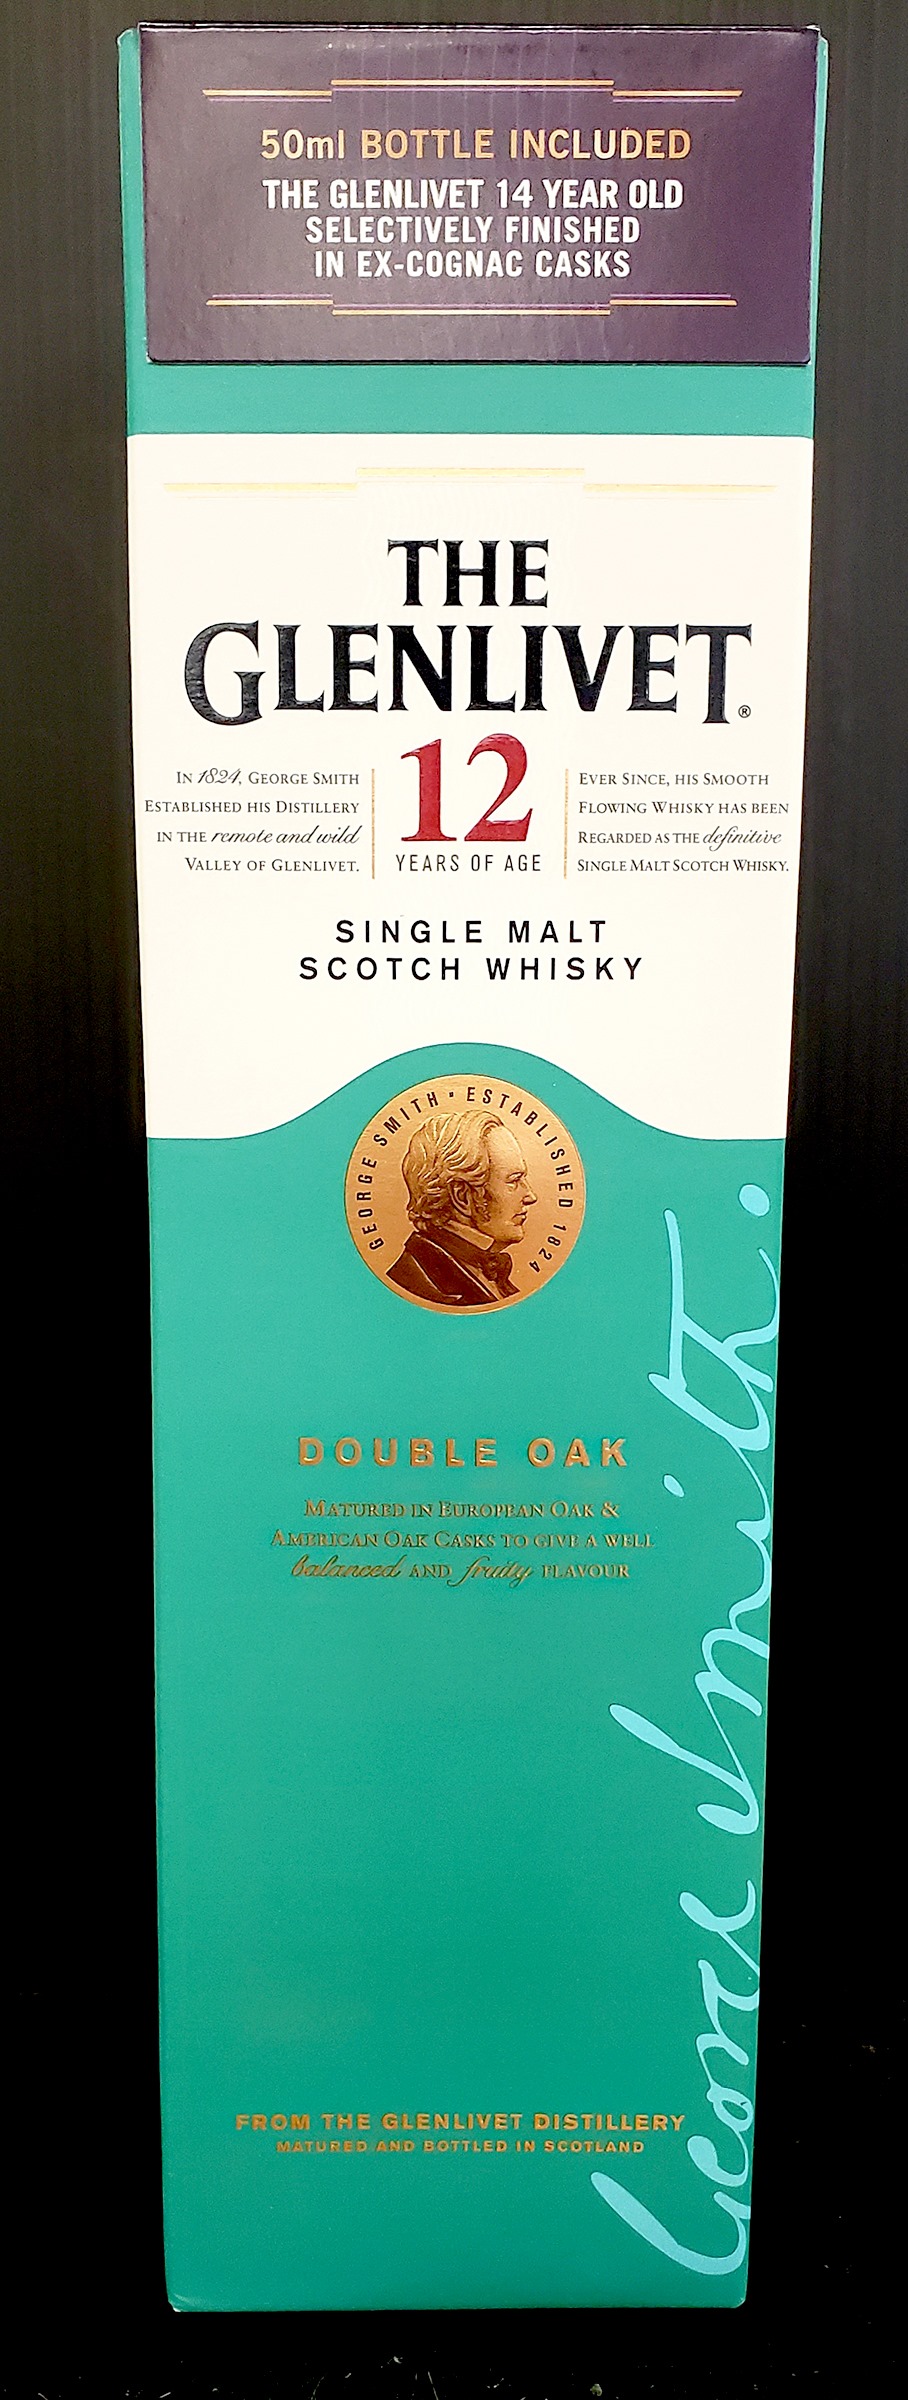 50ml BOTTLE INCLUDED
THE GLENLIVET 14 YEAR OLD
SELECTIVELY FINISHED
IN EX-COGNAC CASKS
THE
GLENLIVET®
12
YEARS OF AGE
IN 1824, GEORGE SMITH
ESTABLISHED HIS DISTILLERY
IN THE remote and wild
VALLEY OF GLENLIVET.
EVER SINCE, HIS SMOOTH
FLOWING WHISKY HAS BEEN
REGARDED AS THE definitive
SINGLE MALT SCOTCH WHISKY.
SINGLE MALT
SCOTCH WHISKY
GEORGE SMITH · ESTABLISHED 1824
DOUBLE OAK
MATURED IN EUROPEAN OAK &
AMERICAN OAK CASKS TO GIVE A WELL
balanced AND fruity FLAVOUR
George Smith.
FROM THE GLENLIVET DISTILLERY
MATURED AND BOTTLED IN SCOTLAND